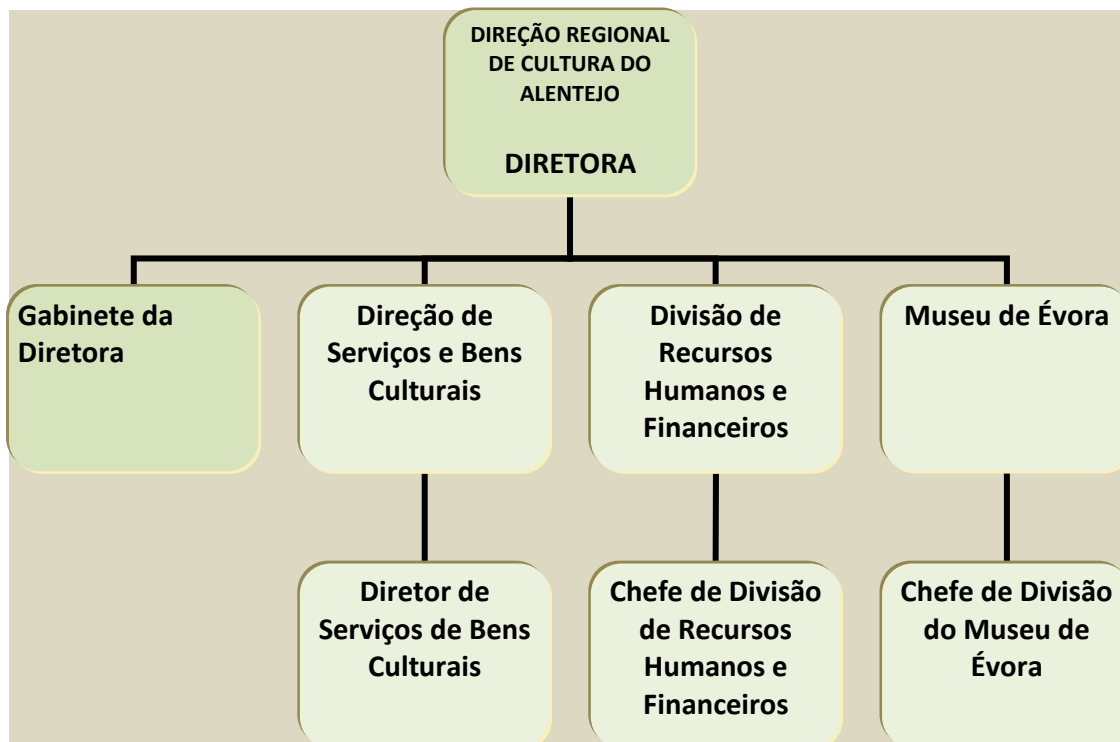 DIREÇÃO REGIONAL
DE CULTURA DO
ALENTEJO
DIRETORA
Gabinete da
Diretora
Direção de
Serviços e Bens
Culturais
Divisão de
Recursos
Humanos e
Financeiros
Museu de Évora
Diretor de
Serviços de Bens
Culturais
Chefe de Divisão
de Recursos
Humanos e
Financeiros
Chefe de Divisão
do Museu de
Évora